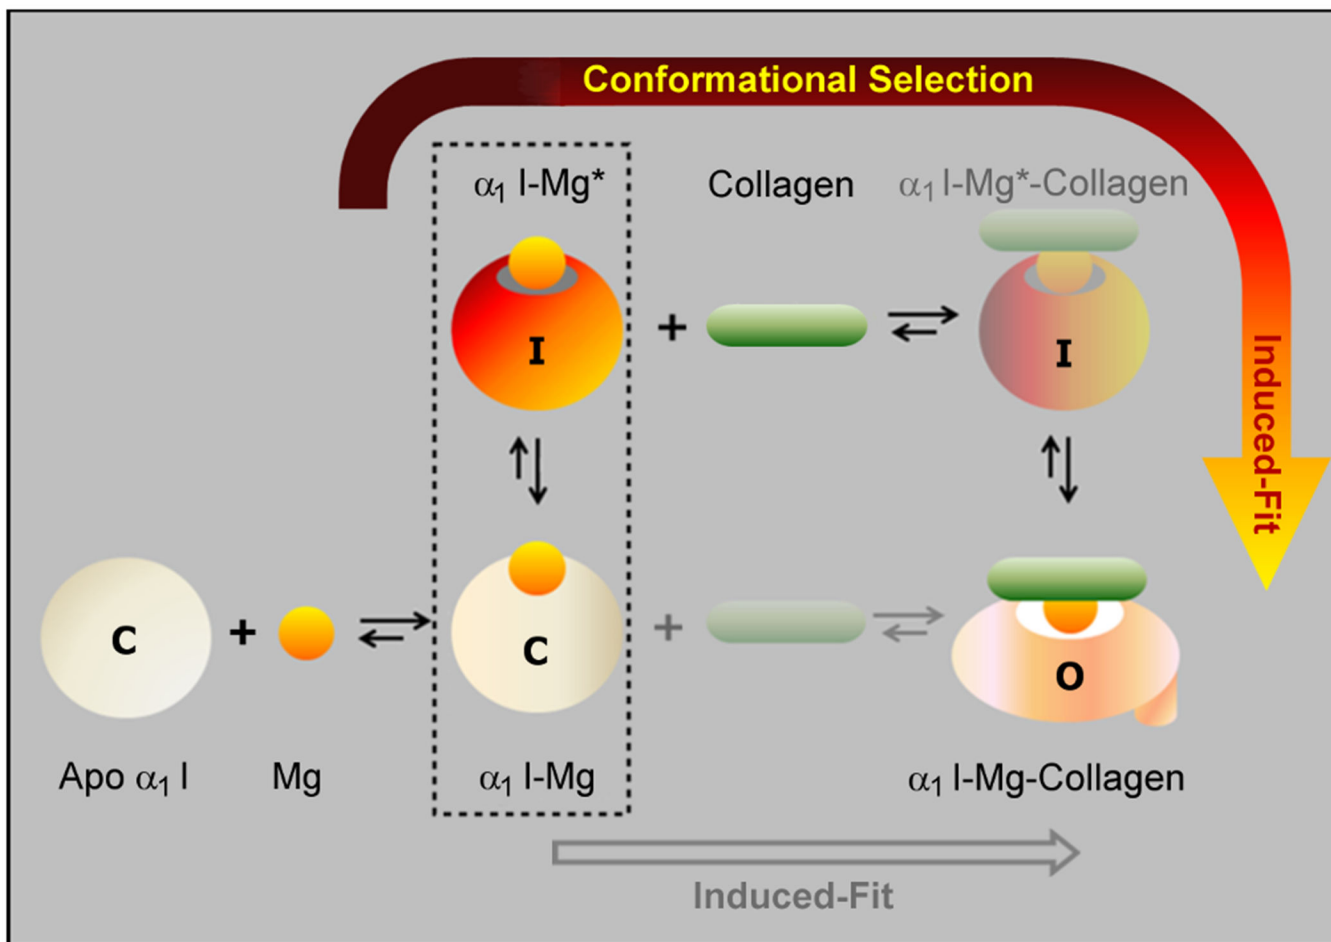 Conformational Selection
α1 I-Mg*
Collagen
α1 I-Mg*-Collagen
I
+
I
Induced-Fit
C
+
C
+
O
Apo α1 I
Mg
α1 I-Mg
α1 I-Mg-Collagen
Induced-Fit